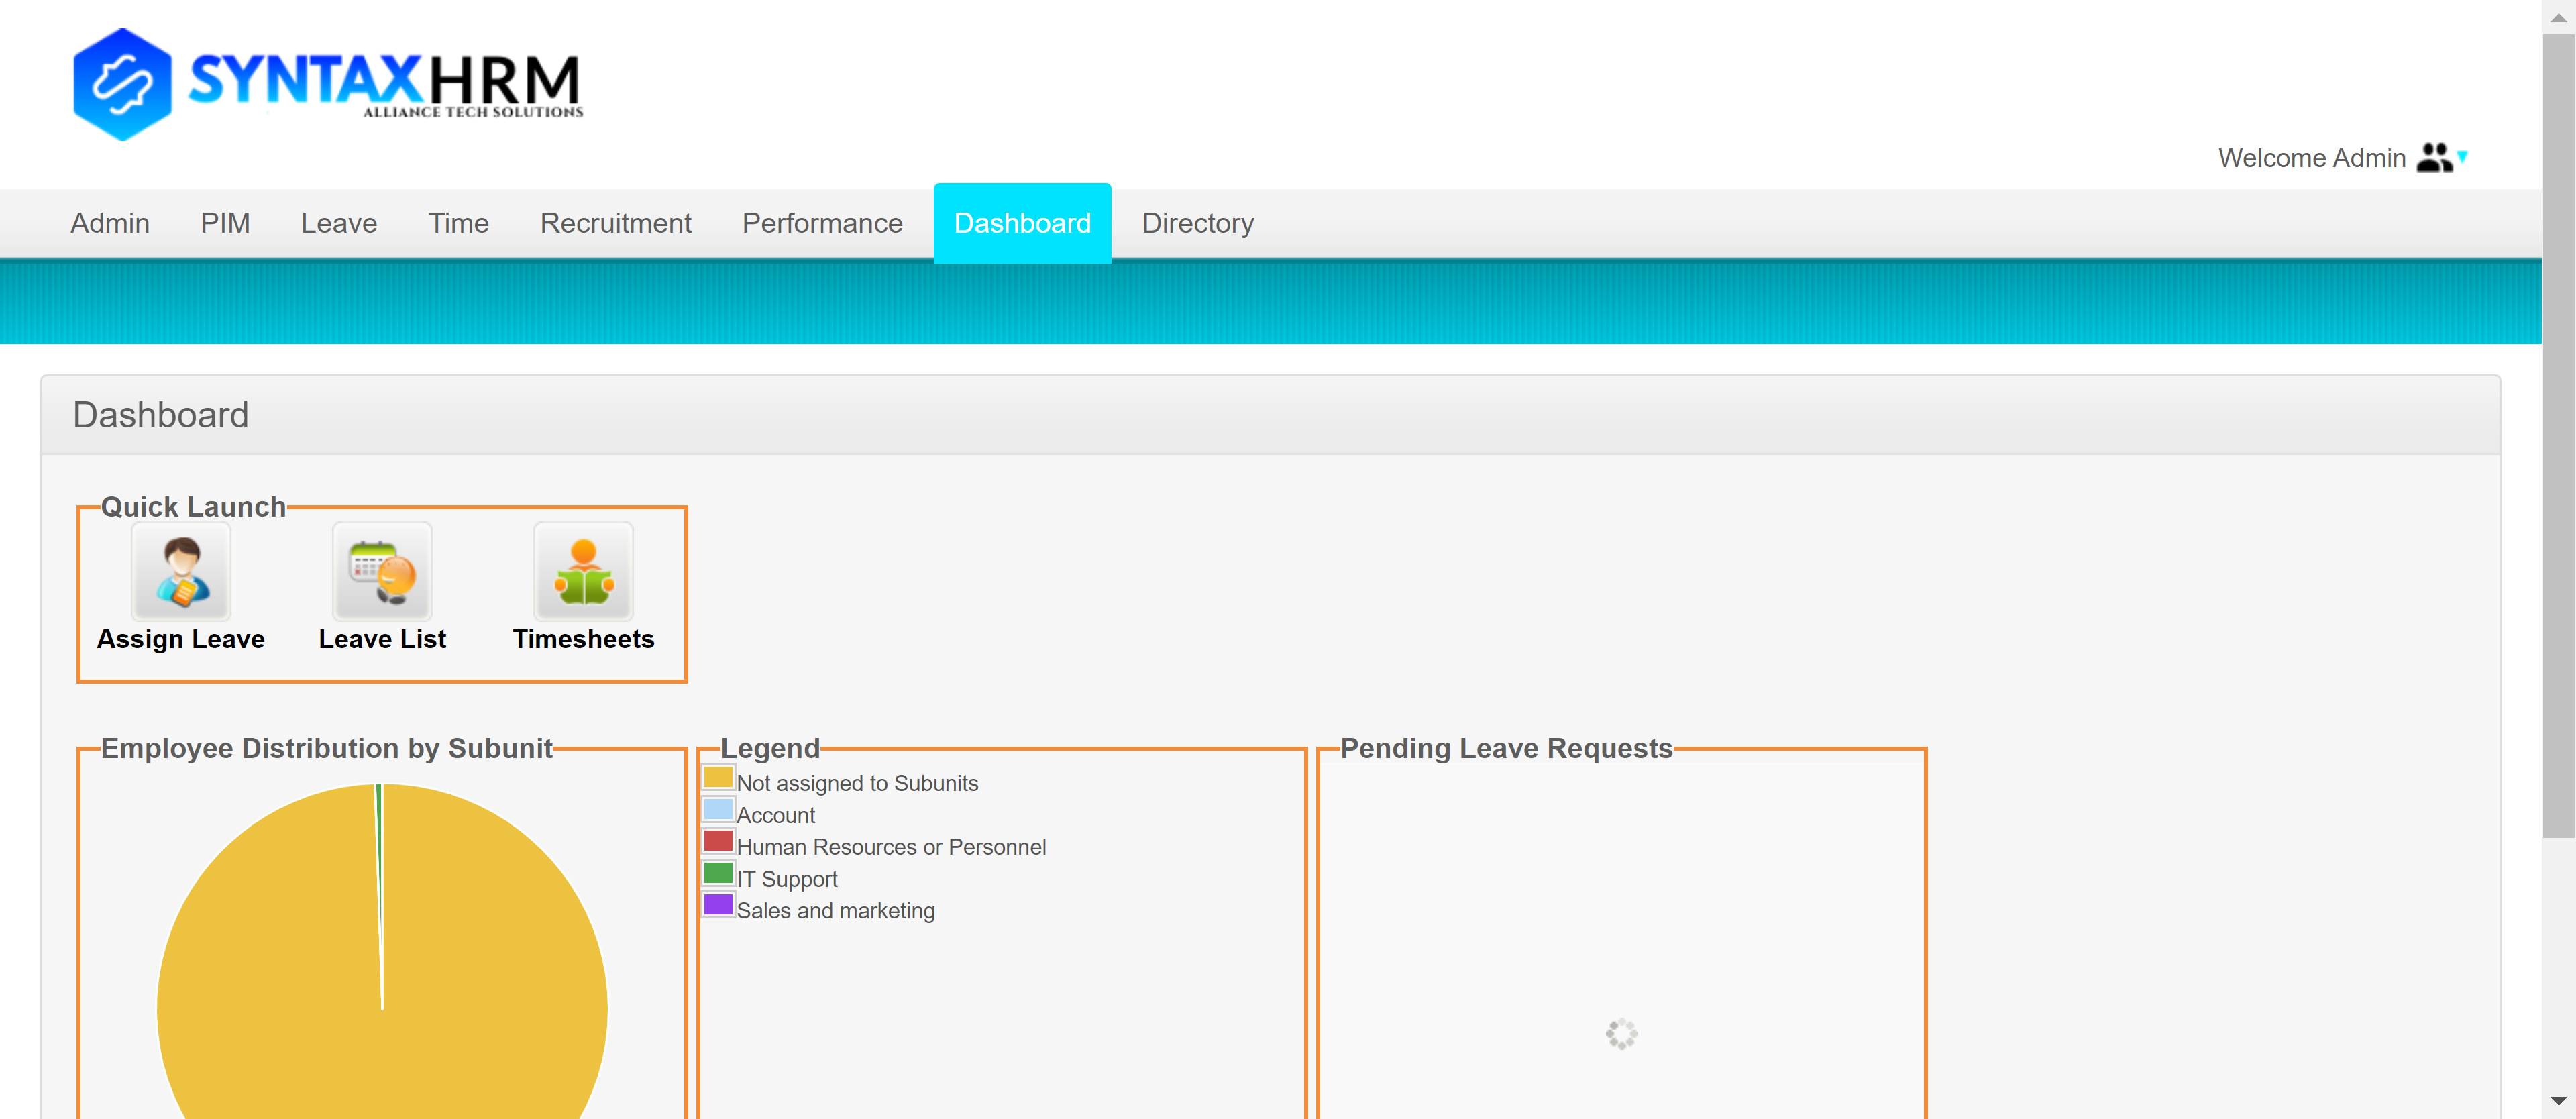 SYNTAXHRM
ALLIANCE TECH SOLUTIONS
Welcome Admin
Admin PIM Leave Time Recruitment Performance Dashboard Directory
Dashboard
Quick Launch
Assign Leave Leave List Timesheets
Employee Distribution by Subunit
Legend
Not assigned to Subunits
Account
Human Resources or Personnel
IT Support
Sales and marketing
Pending Leave Requests